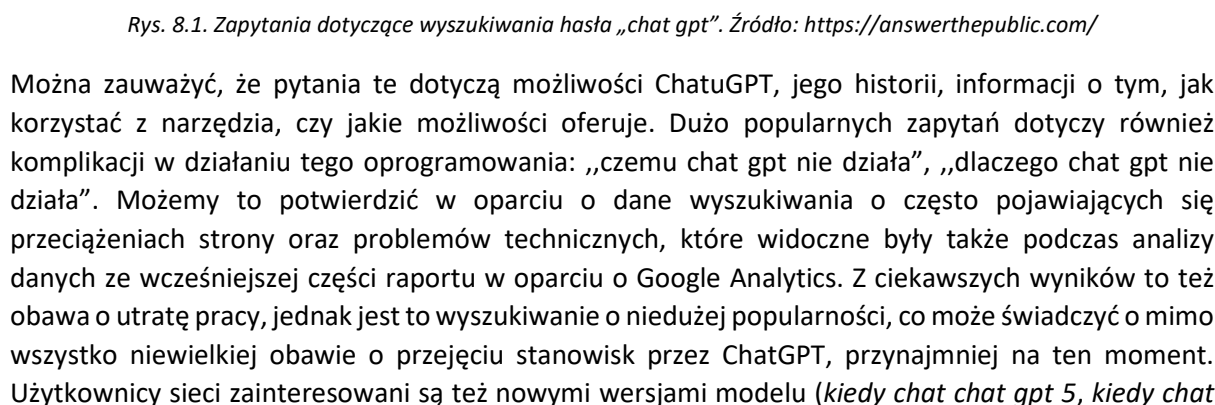 Rys. 8.1. Zapytania dotyczące wyszukiwania hasła „chat gpt”. Źródło: https://answerthepublic.com/
Można zauważyć, że pytania te dotyczą możliwości ChatuGPT, jego historii, informacji o tym, jak
korzystać z narzędzia, czy jakie możliwości oferuje. Dużo popularnych zapytań dotyczy również
komplikacji w działaniu tego oprogramowania: ,,czemu chat gpt nie działa”, ,,dlaczego chat gpt nie
działa”. Możemy to potwierdzić w oparciu o dane wyszukiwania o często pojawiających się
przeciążeniach strony oraz problemów technicznych, które widoczne były także podczas analizy
danych ze wcześniejszej części raportu w oparciu o Google Analytics. Z ciekawszych wyników to też
obawa o utratę pracy, jednak jest to wyszukiwanie o niedużej popularności, co może świadczyć o mimo
wszystko niewielkiej obawie o przejęciu stanowisk przez ChatGPT, przynajmniej na ten moment.
Użytkownicy sieci zainteresowani są też nowymi wersjami modelu (kiedy chat chat gpt 5, kiedy chat